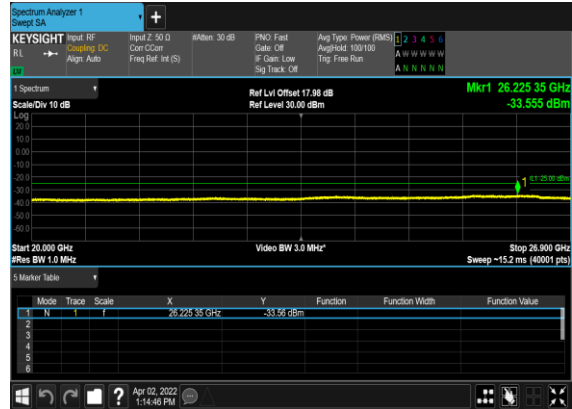 Spectrum Analyzer 1
Swept SA
+
KEYSIGHT Input: RF Input Z: 50 Ω #Atten: 30 dB PNO: Fast Avg Type: Power (RMS) 1 2 3 4 5 6
RL Coupling: DC Corr CCorr Gate: Off Avg|Hold: 100/100 A W W W W W
Align: Auto Freq Ref: Int (S) IF Gain: Low Trig: Free Run
Sig Track: Off A N N N N N
1 Spectrum Ref Lvl Offset 17.98 dB Mkr1 26.225 35 GHz
Scale/Div 10 dB Ref Level 30.00 dBm -33.555 dBm
Log
20.0
10.0
0.00
-10.0
-20.0
1 DL1 -25.00 dBm
-30.0
-40.0
-50.0
-60.0
Start 20.000 GHz Video BW 3.0 MHz* Stop 26.900 GHz
#Res BW 1.0 MHz Sweep ~15.2 ms (40001 pts)
5 Marker Table
Mode Trace Scale X Y Function Function Width Function Value
1 N 1 f 26.225 35 GHz -33.56 dBm
2
3
4
5
6
? Apr 02, 2022
1:14:46 PM